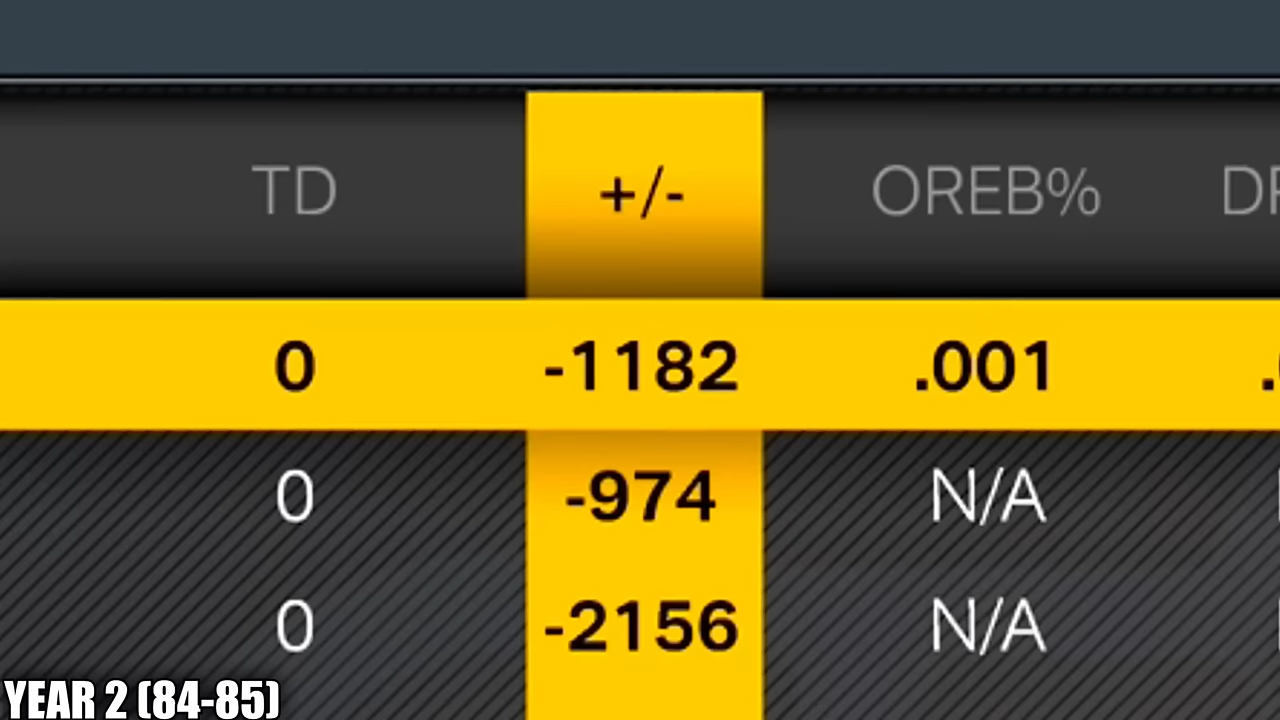 TD +/- OREB%
0 -1182 .001
0 -974 N/A
0 -2156 N/A
YEAR 2 (84-85)